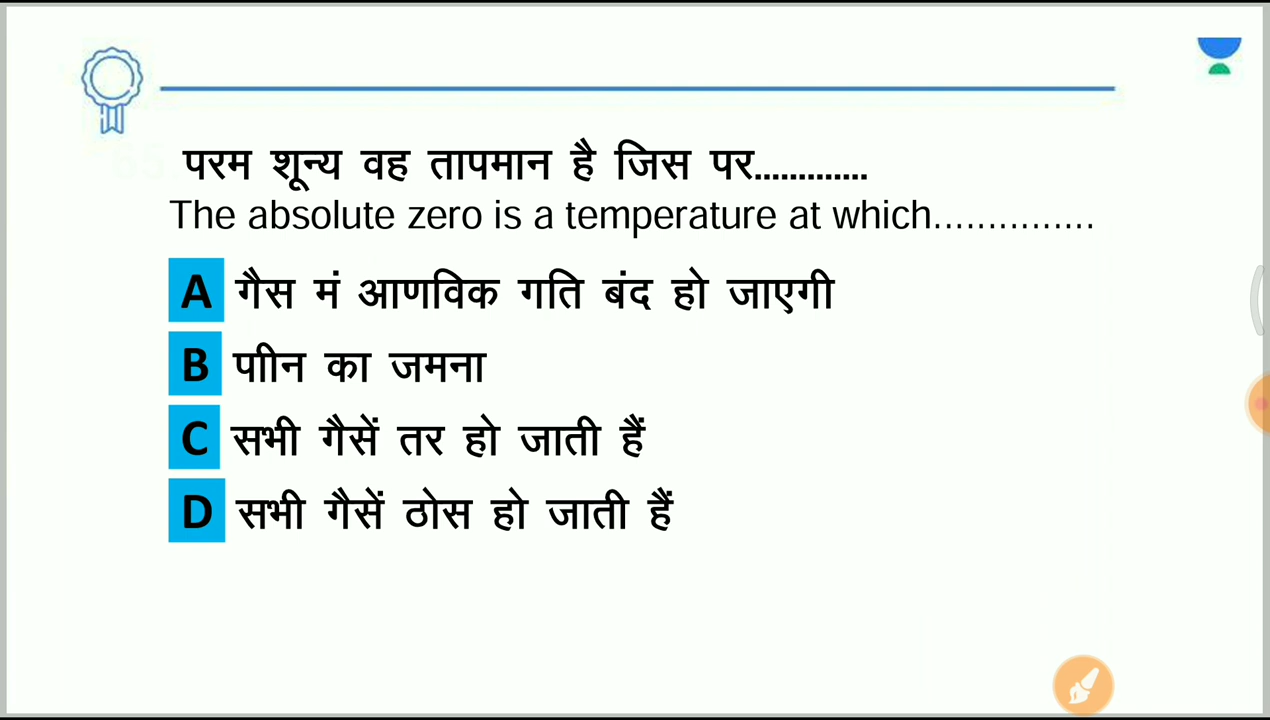 परम शून्य वह तापमान है जिस पर.............
The absolute zero is a temperature at which...............
A गैस मं आणविक गति बंद हो जाएगी
B पाीन का जमना
C सभी गैसें तर हो जाती हैं
D सभी गैसें ठोस हो जाती हैं